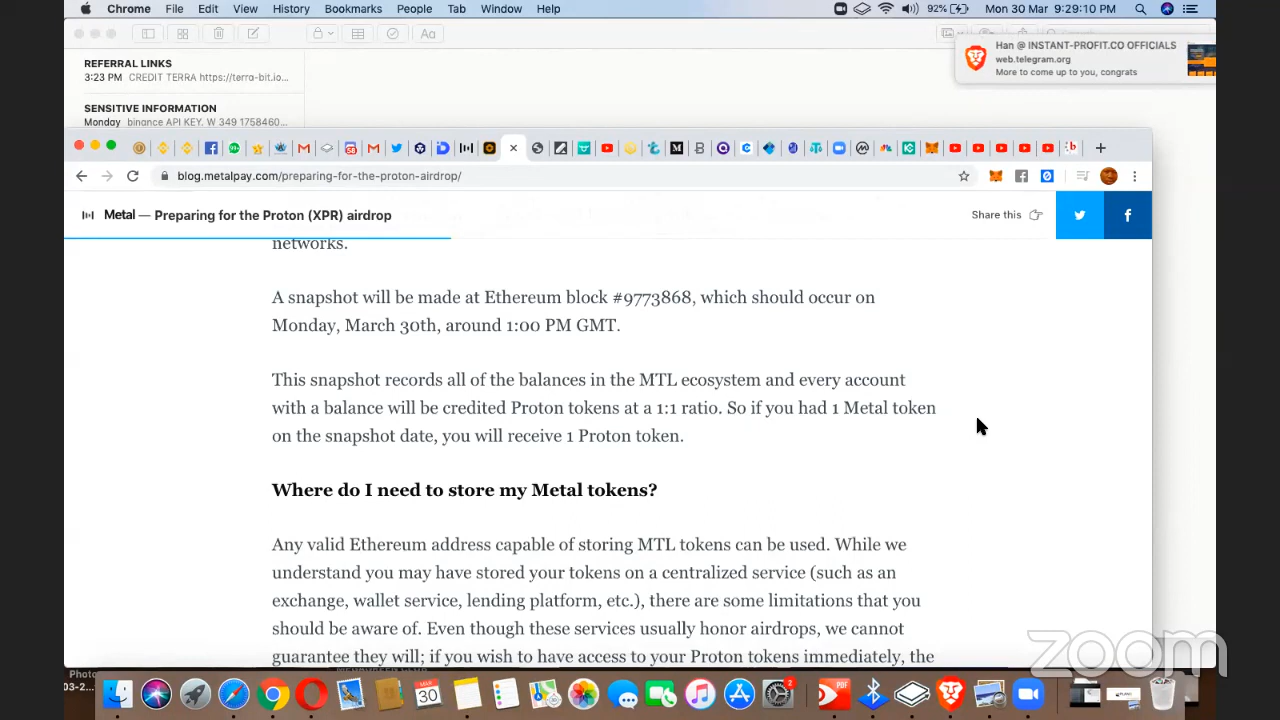 Chrome File Edit View History Bookmarks People Tab Window Help 92% Mon 30 Mar 9:29:10 PM
Aa
REFERRAL LINKS
3:23 PM CREDIT TERRA https://terra-bit.io...
SENSITIVE INFORMATION
Monday binance API KEY. W 349 1758460...
Han @ INSTANT-PROFIT.CO OFFICIALS
web.telegram.org
More to come up to you, congrats
blog.metalpay.com/preparing-for-the-proton-airdrop/
Metal — Preparing for the Proton (XPR) airdrop
Share this
networks.
A snapshot will be made at Ethereum block #9773868, which should occur on
Monday, March 30th, around 1:00 PM GMT.
This snapshot records all of the balances in the MTL ecosystem and every account
with a balance will be credited Proton tokens at a 1:1 ratio. So if you had 1 Metal token
on the snapshot date, you will receive 1 Proton token.
Where do I need to store my Metal tokens?
Any valid Ethereum address capable of storing MTL tokens can be used. While we
understand you may have stored your tokens on a centralized service (such as an
exchange, wallet service, lending platform, etc.), there are some limitations that you
should be aware of. Even though these services usually honor airdrops, we cannot
guarantee they will; if you wish to have access to your Proton tokens immediately, the
zoom
Photo
03-2...
30
PDF
2